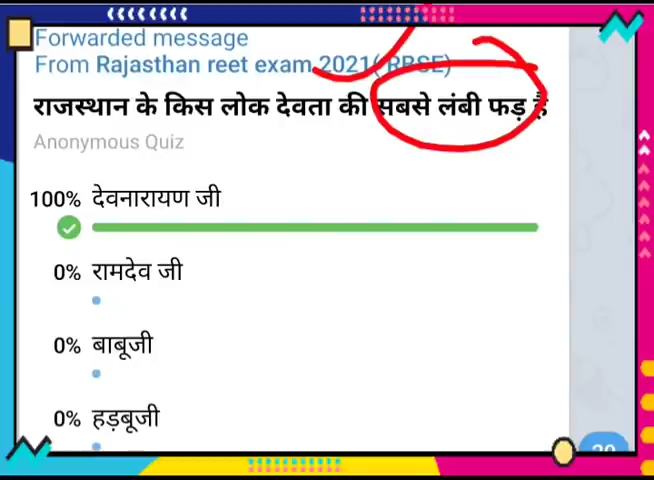 Forwarded message
From Rajasthan reet exam 2021( RBSE)
राजस्थान के किस लोक देवता की सबसे लंबी फड़ है
Anonymous Quiz
100% देवनारायण जी
0% रामदेव जी
0% बाबूजी
0% हड़बूजी